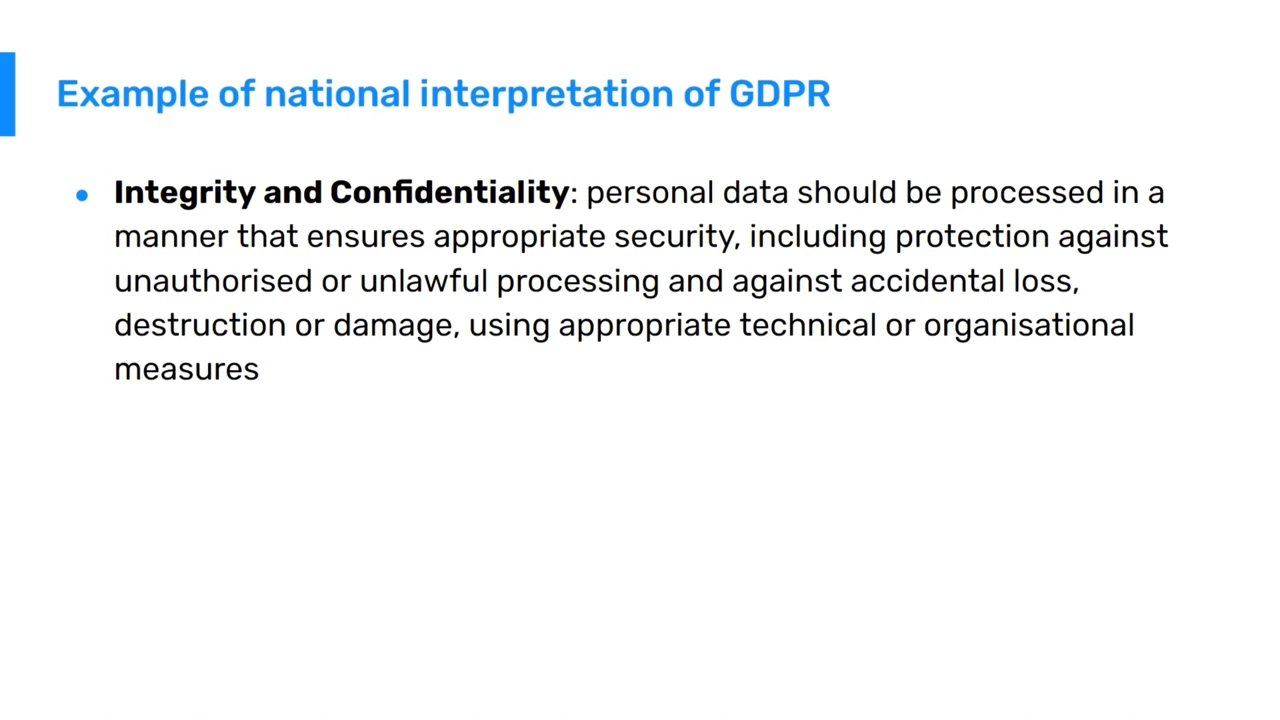 Example of national interpretation of GDPR
• Integrity and Confidentiality: personal data should be processed in a
manner that ensures appropriate security, including protection against
unauthorised or unlawful processing and against accidental loss,
destruction or damage, using appropriate technical or organisational
measures